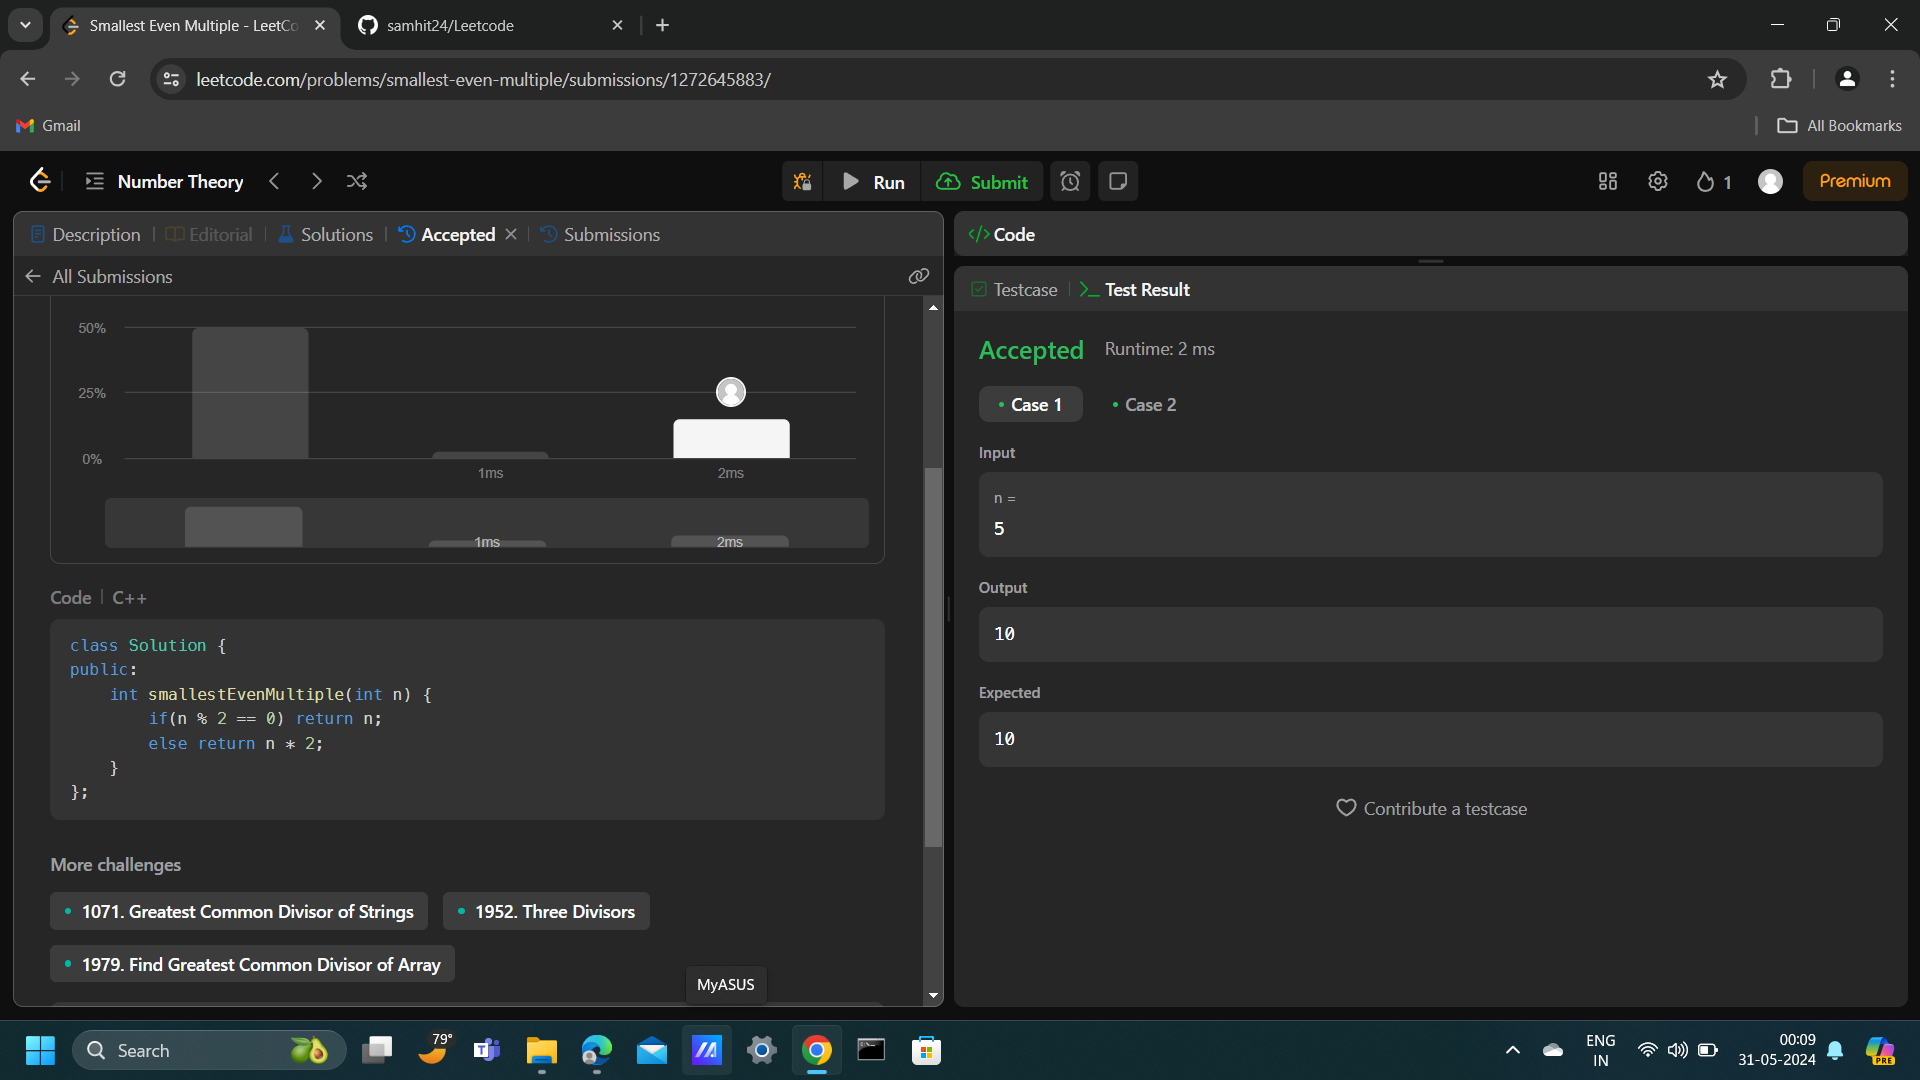 Smallest Even Multiple - LeetCo
samhit24/Leetcode
leetcode.com/problems/smallest-even-multiple/submissions/1272645883/
Gmail
All Bookmarks
Number Theory
Run
Submit
1
Premium
Description
Editorial
Solutions
Accepted
Submissions
All Submissions
50%
25%
0%
1ms
2ms
1ms
2ms
Code
C++
class Solution {
public:
    int smallestEvenMultiple(int n) {
        if(n % 2 == 0) return n;
        else return n * 2;
    }
};
More challenges
1071. Greatest Common Divisor of Strings
1952. Three Divisors
1979. Find Greatest Common Divisor of Array
MyASUS
</> Code
Testcase
Test Result
Accepted
Runtime: 2 ms
Case 1
Case 2
Input
n =
5
Output
10
Expected
10
Contribute a testcase
Search
79°
ENG
IN
00:09
31-05-2024
PRE